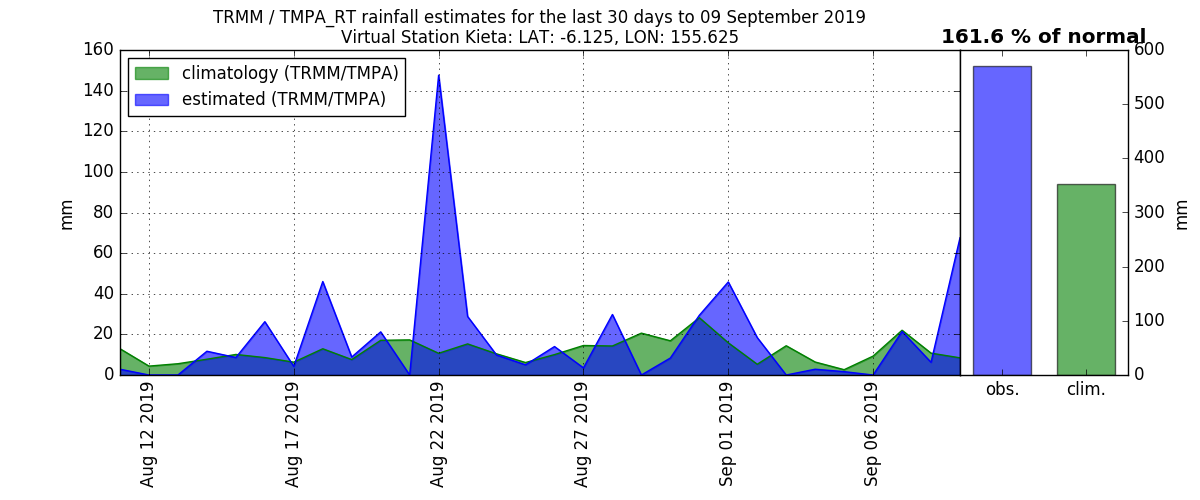 TRMM / TMPA_RT rainfall estimates for the last 30 days to 09 September 2019
Virtual Station Kieta: LAT: -6.125, LON: 155.625
161.6 % of normal
climatology (TRMM/TMPA)
estimated (TRMM/TMPA)
mm
160
140
120
100
80
60
40
20
0
Aug 12 2019
Aug 17 2019
Aug 22 2019
Aug 27 2019
Sep 01 2019
Sep 06 2019
obs.
clim.
600
500
400
300
200
100
0
mm